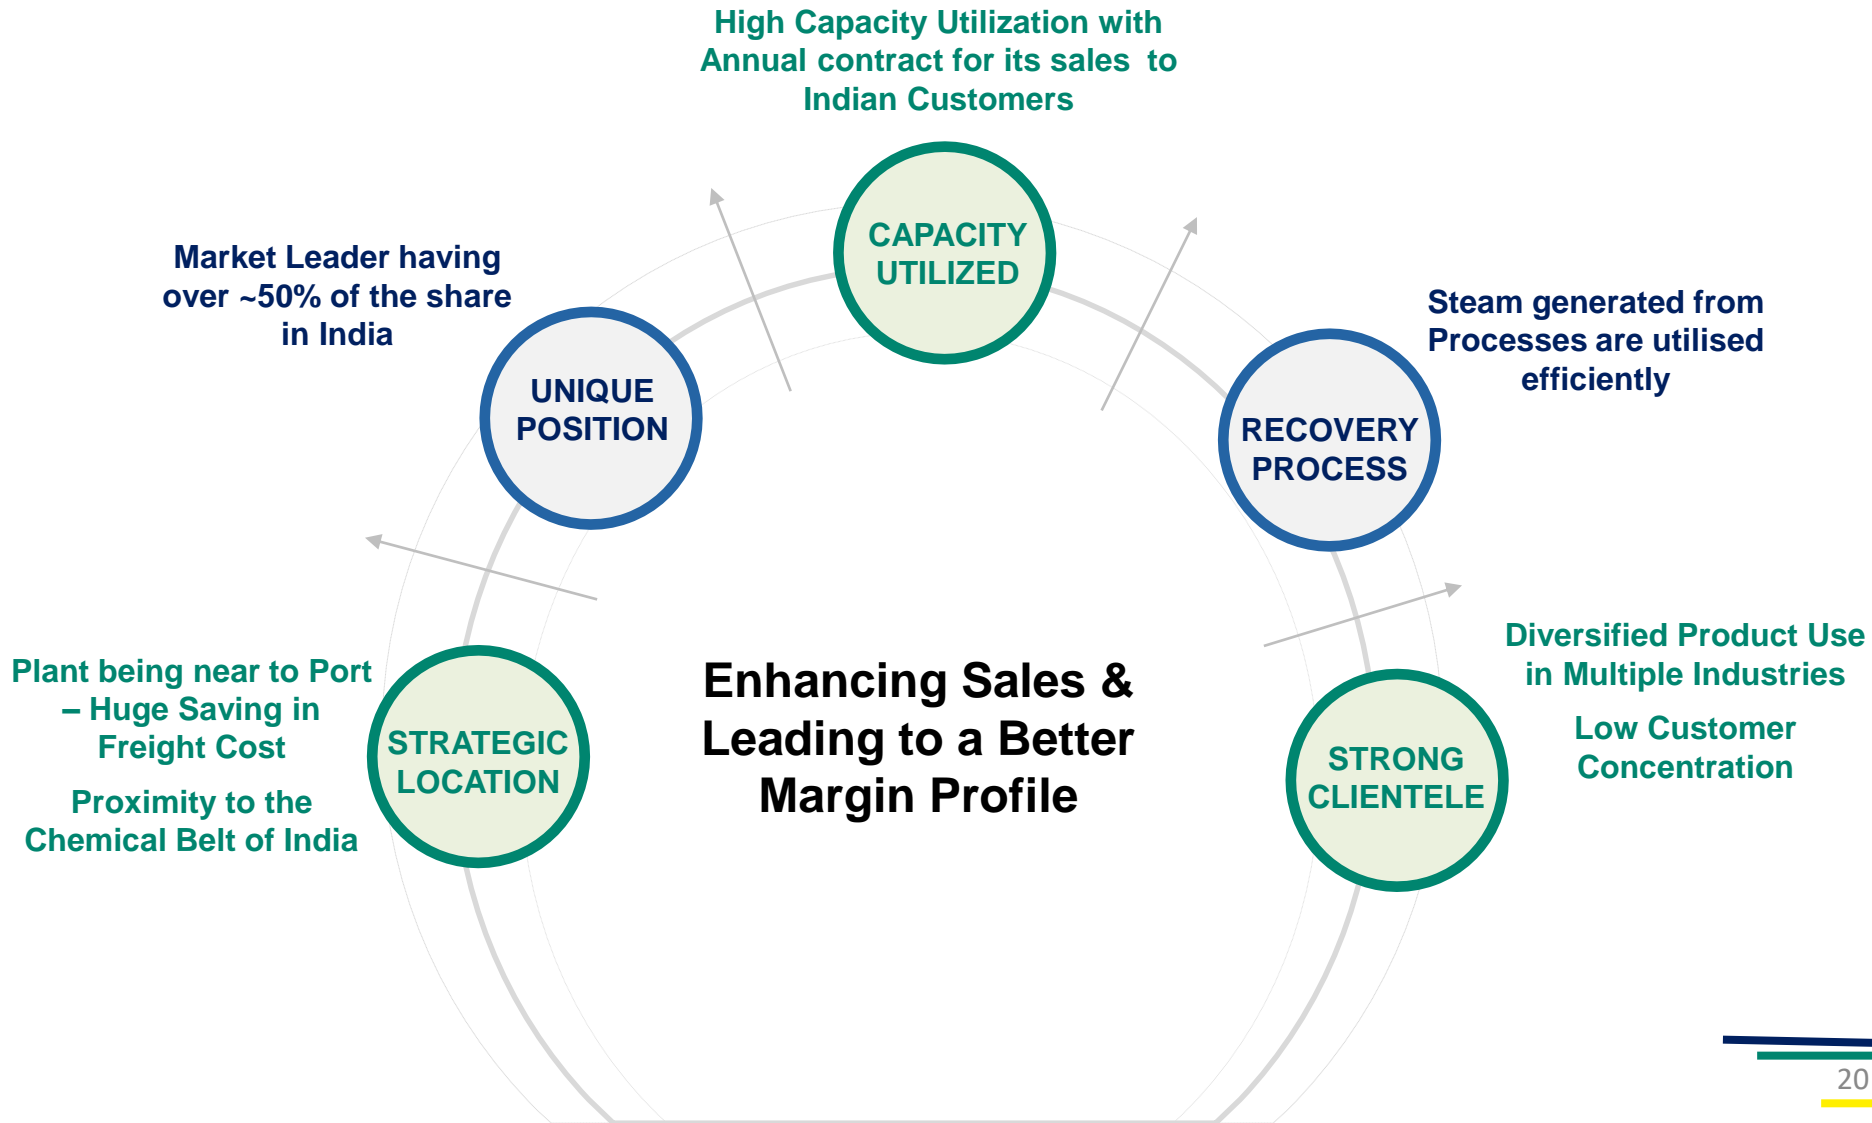 High Capacity Utilization with
Annual contract for its sales to
Indian Customers
CAPACITY
UTILIZED
Market Leader having
over ~50% of the share
in India
UNIQUE
POSITION
Steam generated from
Processes are utilised
efficiently
RECOVERY
PROCESS
Plant being near to Port
– Huge Saving in
Freight Cost
Proximity to the
Chemical Belt of India
STRATEGIC
LOCATION
Enhancing Sales &
Leading to a Better
Margin Profile
Diversified Product Use
in Multiple Industries
Low Customer
Concentration
STRONG
CLIENTELE
20